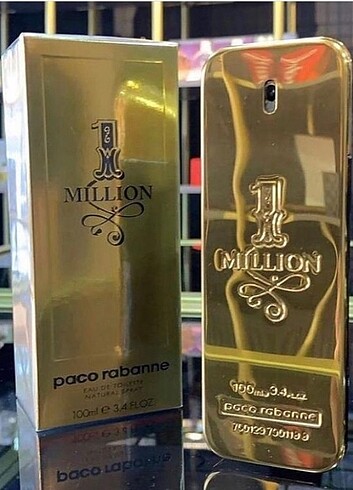 1
MILLION
paco rabanne
EAU DE TOILETTE
NATURAL SPRAY
100ml e 3.4 FL.OZ.
1
MILLION
100ml 3.4 FL.OZ
paco rabanne